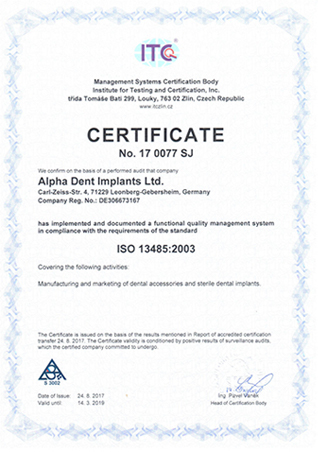 ITC
Management Systems Certification Body
Institute for Testing and Certification, Inc.
třída Tomáše Bati 299, Louky, 763 02 Zlín, Czech Republic
www.itczlin.cz
CERTIFICATE
No. 17 0077 SJ
We confirm on the basis of a performed audit that company
Alpha Dent Implants Ltd.
Carl-Zeiss-Str. 4, 71229 Leonberg-Gebersheim, Germany
Company Reg. No.: DE306673167
has implemented and documented a functional quality management system
in compliance with the requirements of the standard
ISO 13485:2003
Covering the following activities:
Manufacturing and marketing of dental accessories and sterile dental implants.
The Certificate is issued on the basis of the results mentioned in Report of accredited certification
transfer 24. 8. 2017. The Certificate validity is conditioned by positive results of surveillance audits,
which the certified company committed to undergo.
S 3002
Date of issue: 24. 8. 2017
Valid until: 14. 3. 2019
Ing. Pavel Vaněk
Head of Certification Body